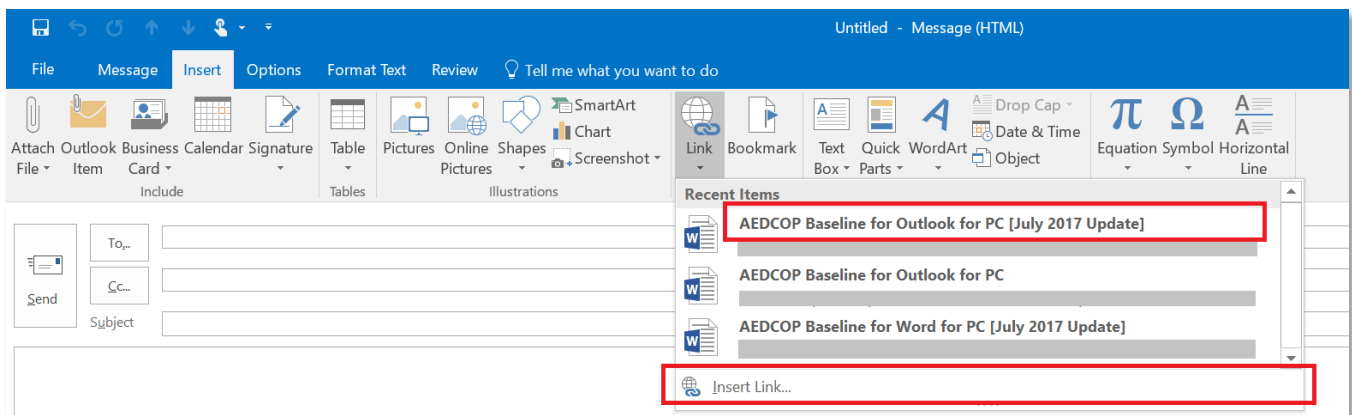 Untitled - Message (HTML)
File Message Insert Options Format Text Review Tell me what you want to do
Attach File
Outlook Item
Business Card
Calendar
Signature
Include
Table
Tables
Pictures
Online Pictures
Shapes
SmartArt
Chart
Screenshot
Illustrations
Link
Bookmark
A
Text Box
Quick Parts
A
WordArt
A
Drop Cap
Date & Time
Object
π
Equation
Ω
Symbol
A
A
Horizontal Line
Recent Items
W
AEDCOP Baseline for Outlook for PC [July 2017 Update]
W
AEDCOP Baseline for Outlook for PC
W
AEDCOP Baseline for Word for PC [July 2017 Update]
Insert Link...
Send
To...
Cc...
Subject